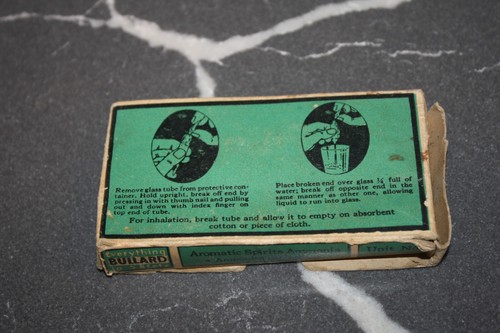 Remove glass tube from protective con-
tainer. Hold upright, break off end by
pressing in with thumb nail and pulling
out and down with index finger on
top end of tube.
Place broken end over glass ¼ full of
water; break off opposite end in the
same manner as other one, allowing
liquid to run into glass.
For inhalation, break tube and allow it to empty on absorbent
cotton or piece of cloth.
Everything
BULLARD
Aromatic Spirits Ammonia
Unit